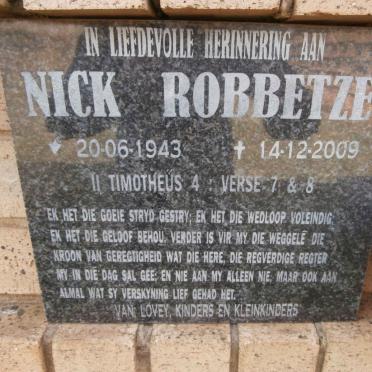 IN LIEFDEVOLLE HERINNERING AAN
NICK ROBBETZE
20-06-1943 ✝ 14-12-2009
II TIMOTHEUS 4 : VERSE 7 & 8
EK HET DIE GOEIE STRYD GESTRY; EK HET DIE WEDLOOP VOLEINDIG;
EK HET DIE GELOOF BEHOU. VERDER IS VIR MY DIE WEGGELÊ DIE
KROON VAN GEREGTIGHEID WAT DIE HERE, DIE REGVERDIGE REGTER
MY IN DIE DAG SAL GEE; EN NIE AAN MY ALLEEN NIE, MAAR OOK AAN
ALMAL WAT SY VERSKYNING LIEF GEHAD HET.
VAN: LOVEY, KINDERS EN KLEINKINDERS